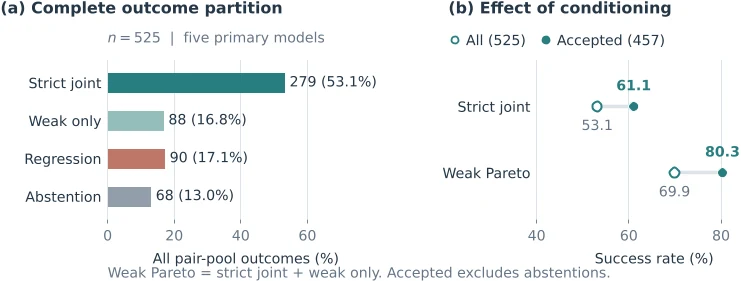 (a) Complete outcome partition
n = 525 | five primary models
Strict joint 279 (53.1%)
Weak only 88 (16.8%)
Regression 90 (17.1%)
Abstention 68 (13.0%)
0 20 40 60
All pair-pool outcomes (%)
(b) Effect of conditioning
All (525) Accepted (457)
61.1
Strict joint
53.1
80.3
Weak Pareto
69.9
40 60 80
Success rate (%)
Weak Pareto = strict joint + weak only. Accepted excludes abstentions.